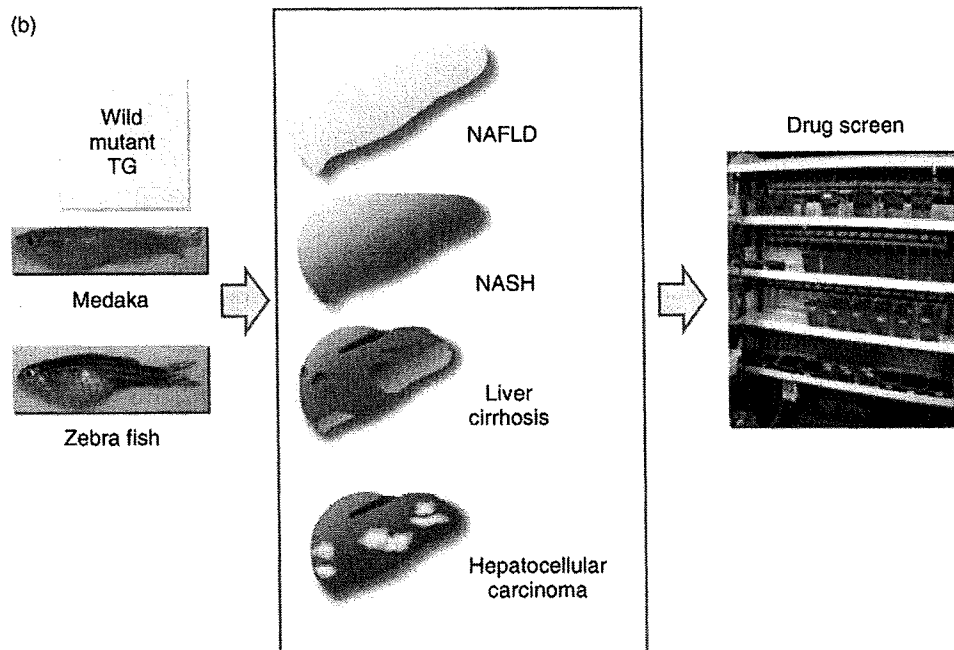 (b)
Wild
mutant
TG
Medaka
Zebra fish
NAFLD
NASH
Liver
cirrhosis
Hepatocellular
carcinoma
Drug screen